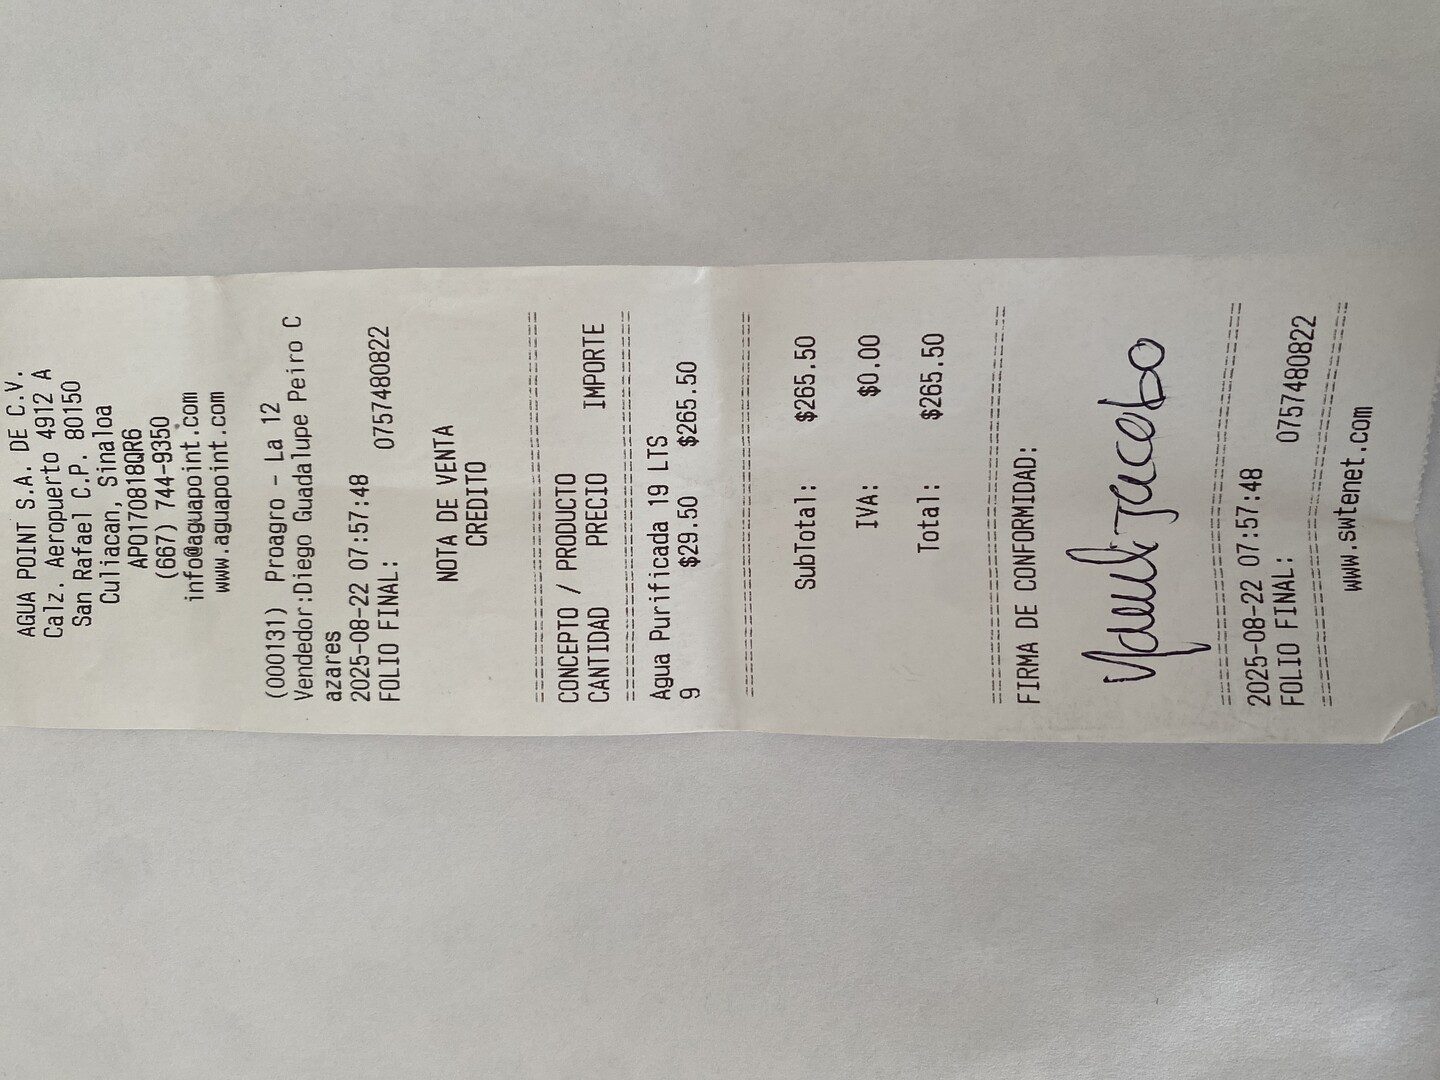 AGUA POINT S.A. DE C.V.
Calz. Aeropuerto 4912 A
San Rafael C.P. 80150
Culiacan, Sinaloa
APO170818QR6
(667) 744-9350
info@aguapoint.com
www.aguapoint.com
(000131) Proagro - La 12
Vendedor:Diego Guadalupe Peiro C
azares
2025-08-22 07:57:48
FOLIO FINAL: 0757480822
NOTA DE VENTA
CREDITO
CONCEPTO / PRODUCTO
CANTIDAD PRECIO IMPORTE
Agua Purificada 19 LTS
9 $29.50 $265.50
SubTotal: $265.50
IVA: $0.00
Total: $265.50
FIRMA DE CONFORMIDAD:
Jacobo
2025-08-22 07:57:48
FOLIO FINAL: 0757480822
www.swtenet.com